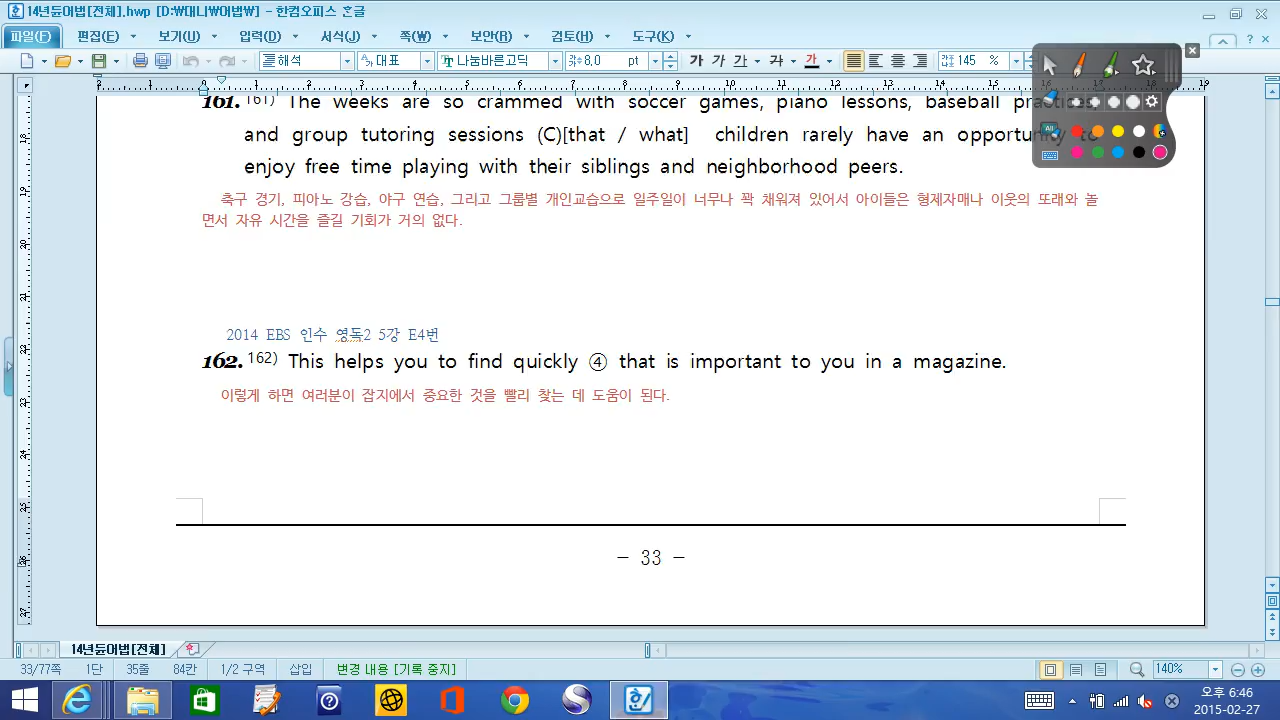 14년듄어법[전체].hwp [D:₩대니₩어법₩] - 한컴오피스 한글
파일(F) 편집(E) 보기(U) 입력(D) 서식(J) 쪽(W) 보안(B) 검토(H) 도구(K)
해석 대표 나눔바른고딕 9.0 pt 가 가 가 가 가 145 %
161. 161) The weeks are so crammed with soccer games, piano lessons, baseball practices,
and group tutoring sessions (C)[that / what] children rarely have an opportunity to
enjoy free time playing with their siblings and neighborhood peers.
축구 경기, 피아노 강습, 야구 연습, 그리고 그룹별 개인교습으로 일주일이 너무나 꽉 채워져 있어서 아이들은 형제자매나 이웃의 또래와 놀
면서 자유 시간을 즐길 기회가 거의 없다.
2014 EBS 인수 영독2 5강 E4번
162. 162) This helps you to find quickly ④ that is important to you in a magazine.
이렇게 하면 여러분이 잡지에서 중요한 것을 빨리 찾는 데 도움이 된다.
- 33 -
14년듄어법[전체]
33/77쪽 1단 35줄 84칸 1/2 구역 삽입 변경 내용 [기록 중지] 140%
오후 6:46
2015-02-27